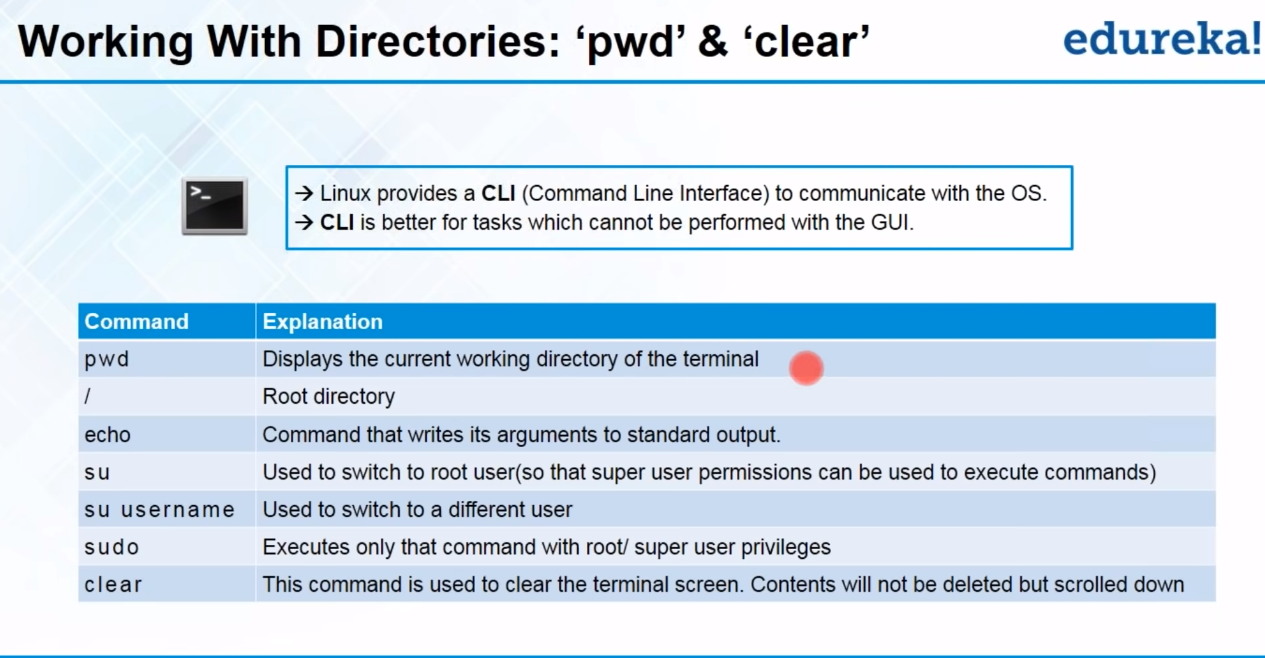 Working With Directories: ‘pwd’ & ‘clear’
edureka!
>_
→ Linux provides a CLI (Command Line Interface) to communicate with the OS.
→ CLI is better for tasks which cannot be performed with the GUI.
Command Explanation
pwd Displays the current working directory of the terminal
/ Root directory
echo Command that writes its arguments to standard output.
su Used to switch to root user(so that super user permissions can be used to execute commands)
su username Used to switch to a different user
sudo Executes only that command with root/ super user privileges
clear This command is used to clear the terminal screen. Contents will not be deleted but scrolled down